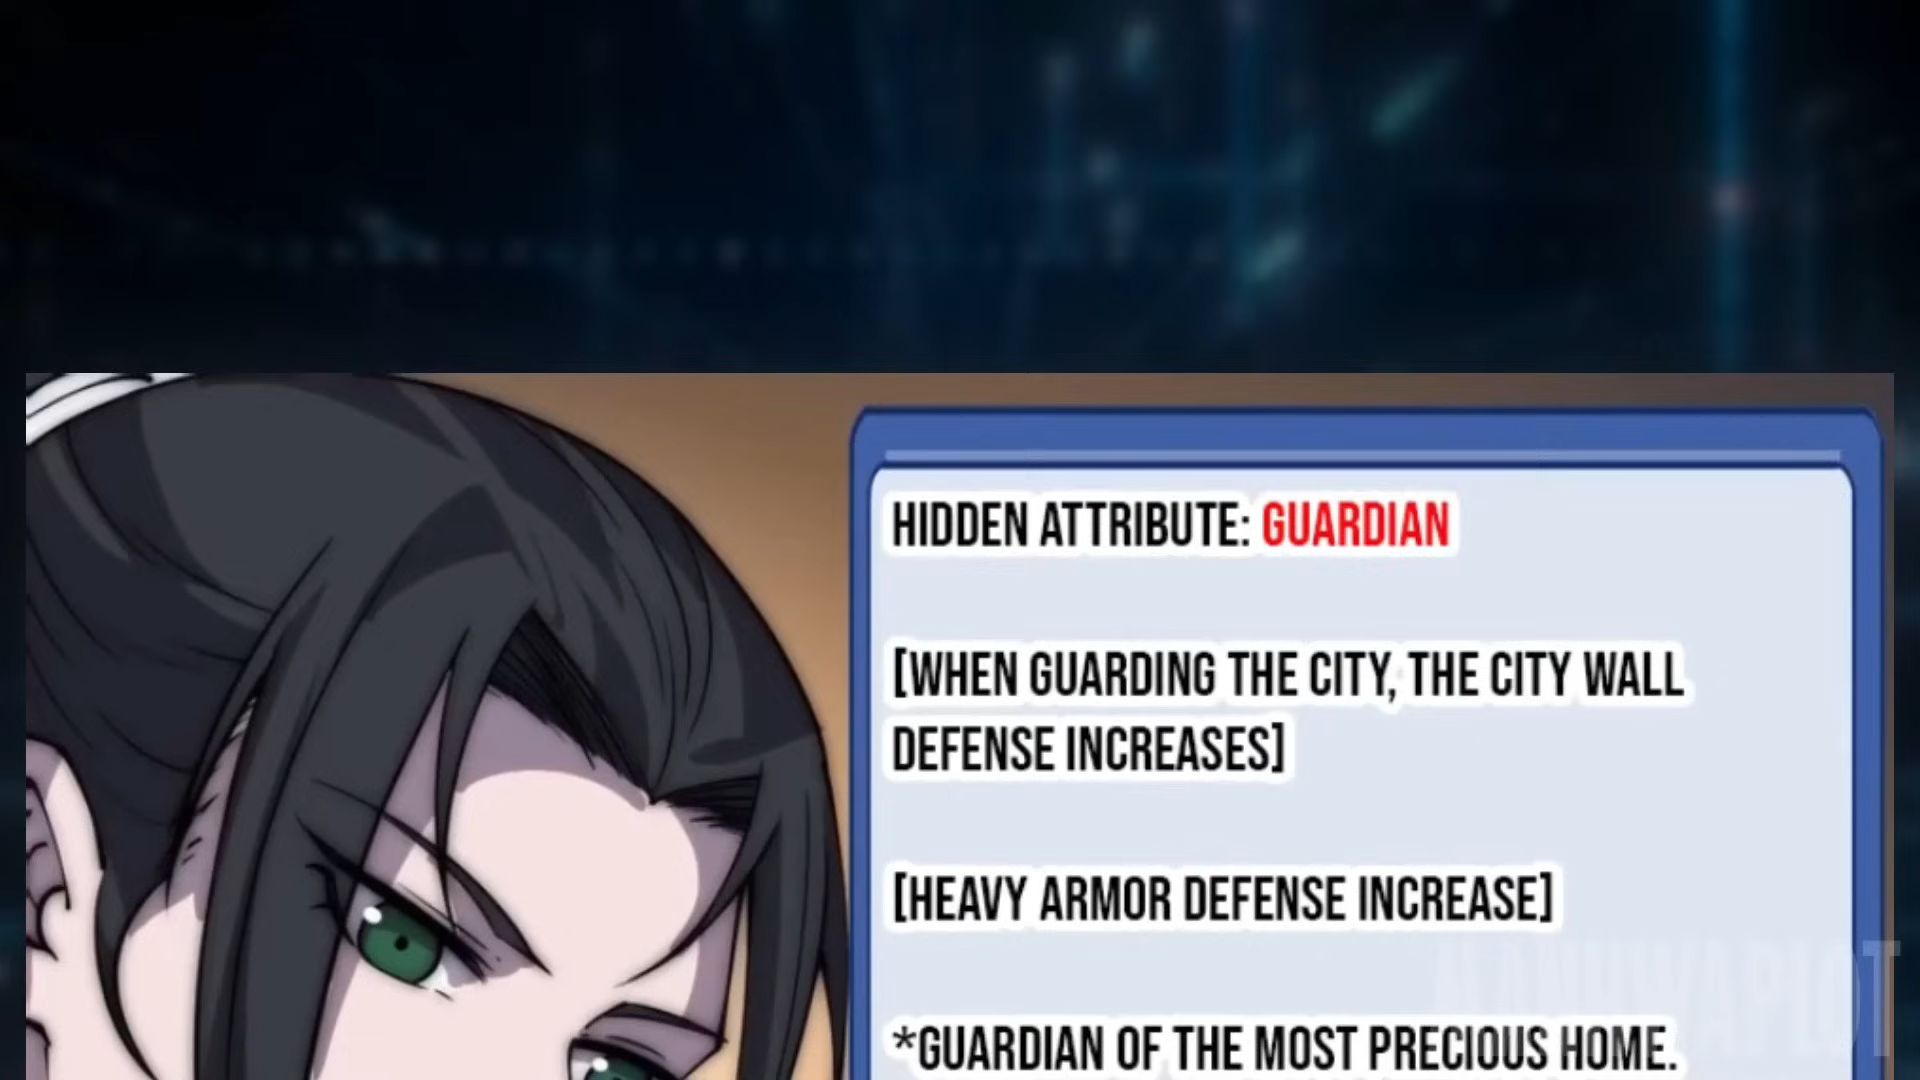 HIDDEN ATTRIBUTE: GUARDIAN
[WHEN GUARDING THE CITY, THE CITY WALL
DEFENSE INCREASES]
[HEAVY ARMOR DEFENSE INCREASE]
*GUARDIAN OF THE MOST PRECIOUS HOME.